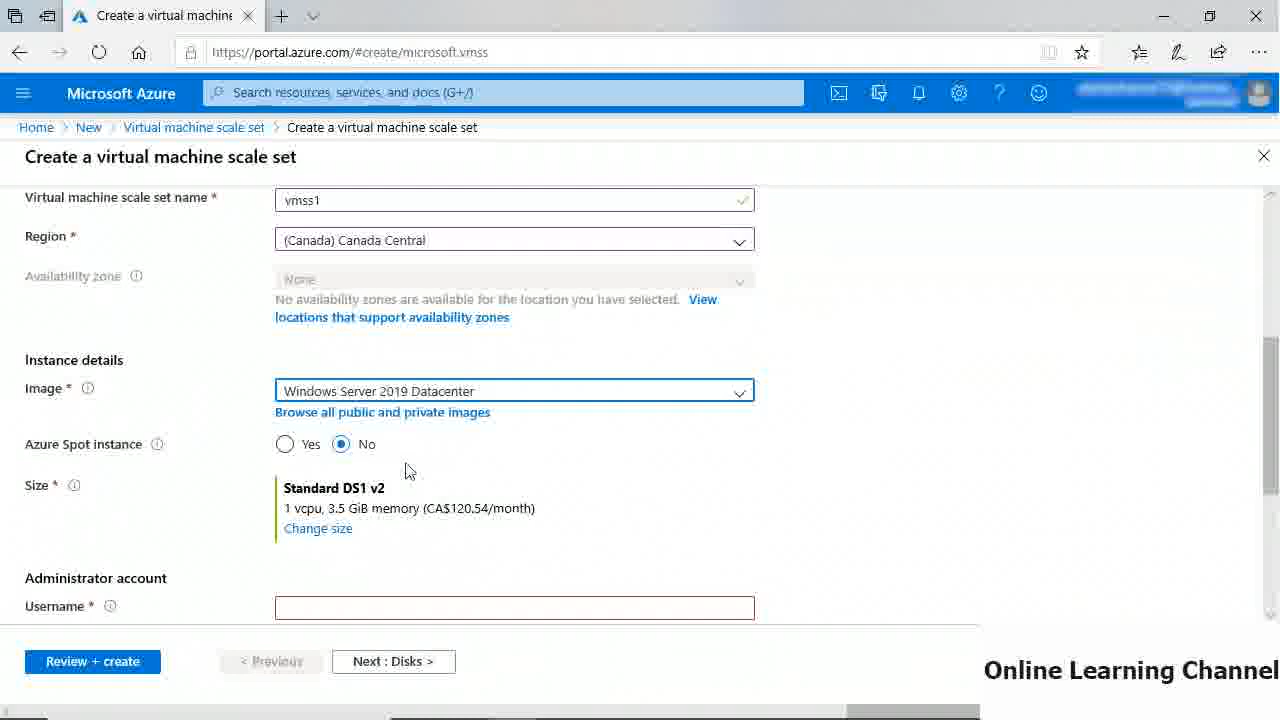 Create a virtual machine
https://portal.azure.com/#create/microsoft.vmss
Microsoft Azure
Search resources, services, and docs (G+/)
Home > New > Virtual machine scale set > Create a virtual machine scale set
Create a virtual machine scale set
Virtual machine scale set name *
vmss1
Region *
(Canada) Canada Central
Availability zone
None
No availability zones are available for the location you have selected. View
locations that support availability zones
Instance details
Image *
Windows Server 2019 Datacenter
Browse all public and private images
Azure Spot instance
Yes No
Size *
Standard DS1 v2
1 vcpu, 3.5 GiB memory (CA$120.54/month)
Change size
Administrator account
Username *
Review + create
< Previous
Next : Disks >
Online Learning Channel